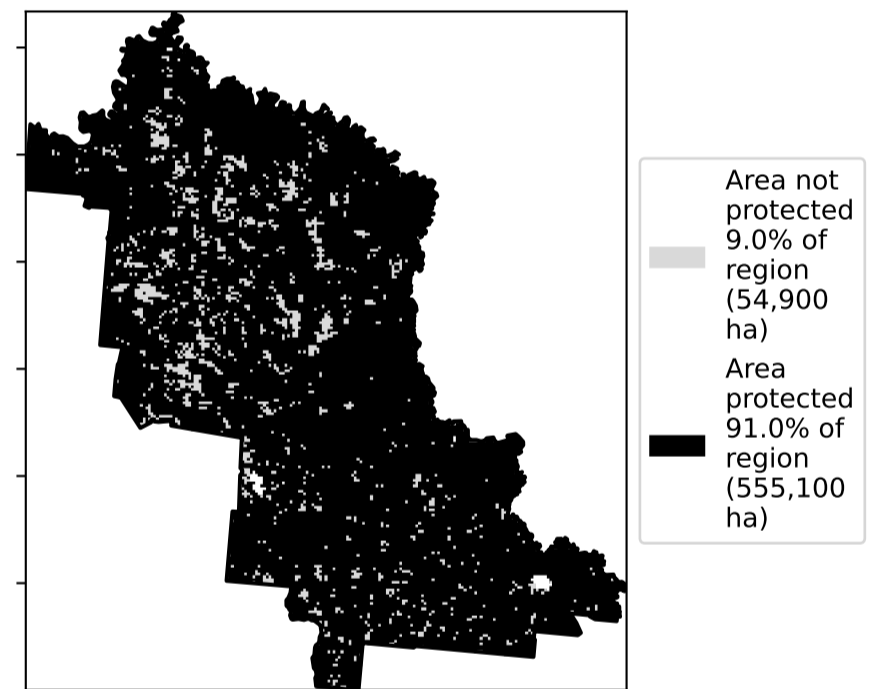 Area not
protected
9.0% of
region
(54,900
ha)
Area
protected
91.0% of
region
(555,100
ha)